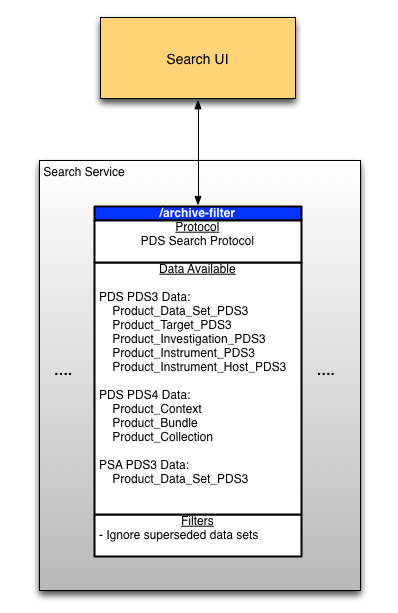 Search UI
Search Service
/archive-filter
Protocol
PDS Search Protocol
Data Available
PDS PDS3 Data:
Product_Data_Set_PDS3
Product_Target_PDS3
Product_Investigation_PDS3
Product_Instrument_PDS3
Product_Instrument_Host_PDS3
....
....
PDS PDS4 Data:
Product_Context
Product_Bundle
Product_Collection
PSA PDS3 Data:
Product_Data_Set_PDS3
Filters
- Ignore superseded data sets